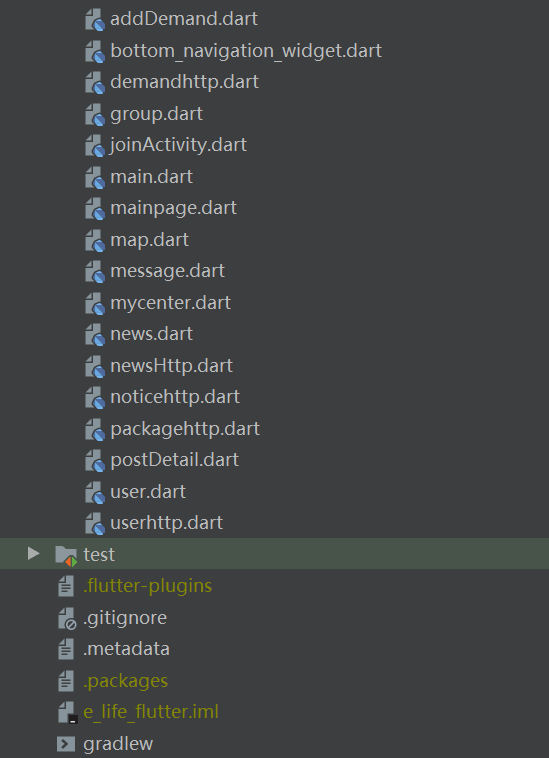 addDemand.dart
bottom_navigation_widget.dart
demandhttp.dart
group.dart
joinActivity.dart
main.dart
mainpage.dart
map.dart
message.dart
mycenter.dart
news.dart
newsHttp.dart
noticehttp.dart
packagehttp.dart
postDetail.dart
user.dart
userhttp.dart
test
.flutter-plugins
.gitignore
.metadata
.packages
e_life_flutter.iml
gradlew